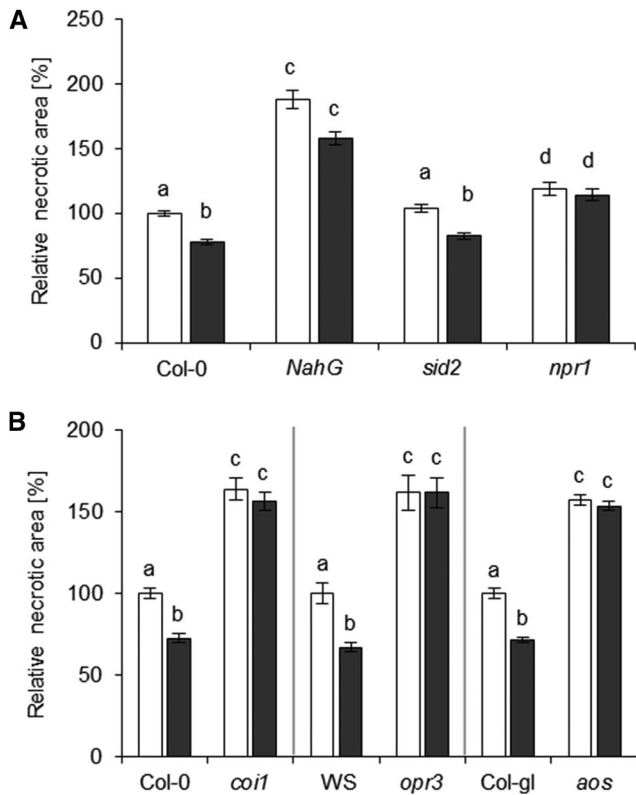 A
Relative necrotic area [%]
250
200
150
100
50
0
a b c c a b d d
Col-0 NahG sid2 npr1
B
Relative necrotic area [%]
200
150
100
50
0
a b c c a b c c a b c c
Col-0 coi1 WS opr3 Col-gl aos